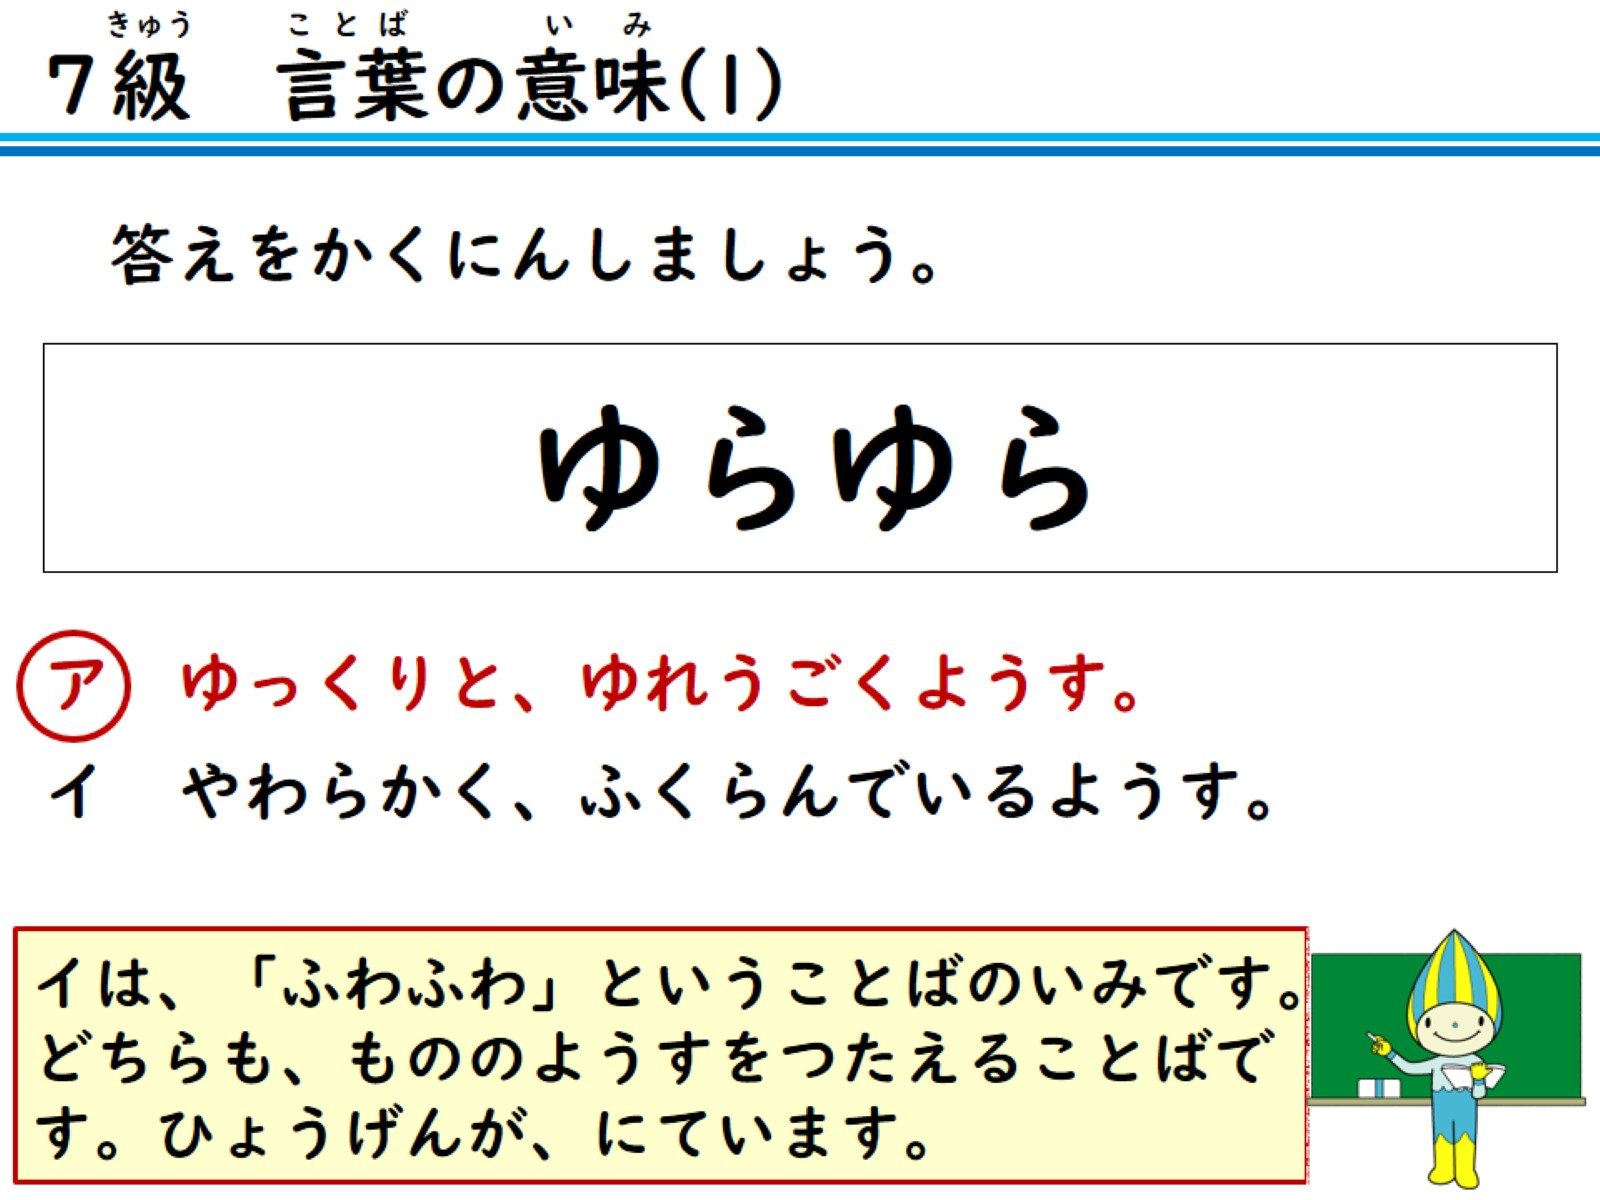 きゅう ことば いみ
7級 言葉の意味(1)
答えをかくにんしましょう。
ゆらゆら
ア ゆっくりと、ゆれうごくようす。
イ やわらかく、ふくらんでいるようす。
イは、「ふわふわ」ということばのいみです。
どちらも、もののようすをつたえることばで
す。ひょうげんが、にています。